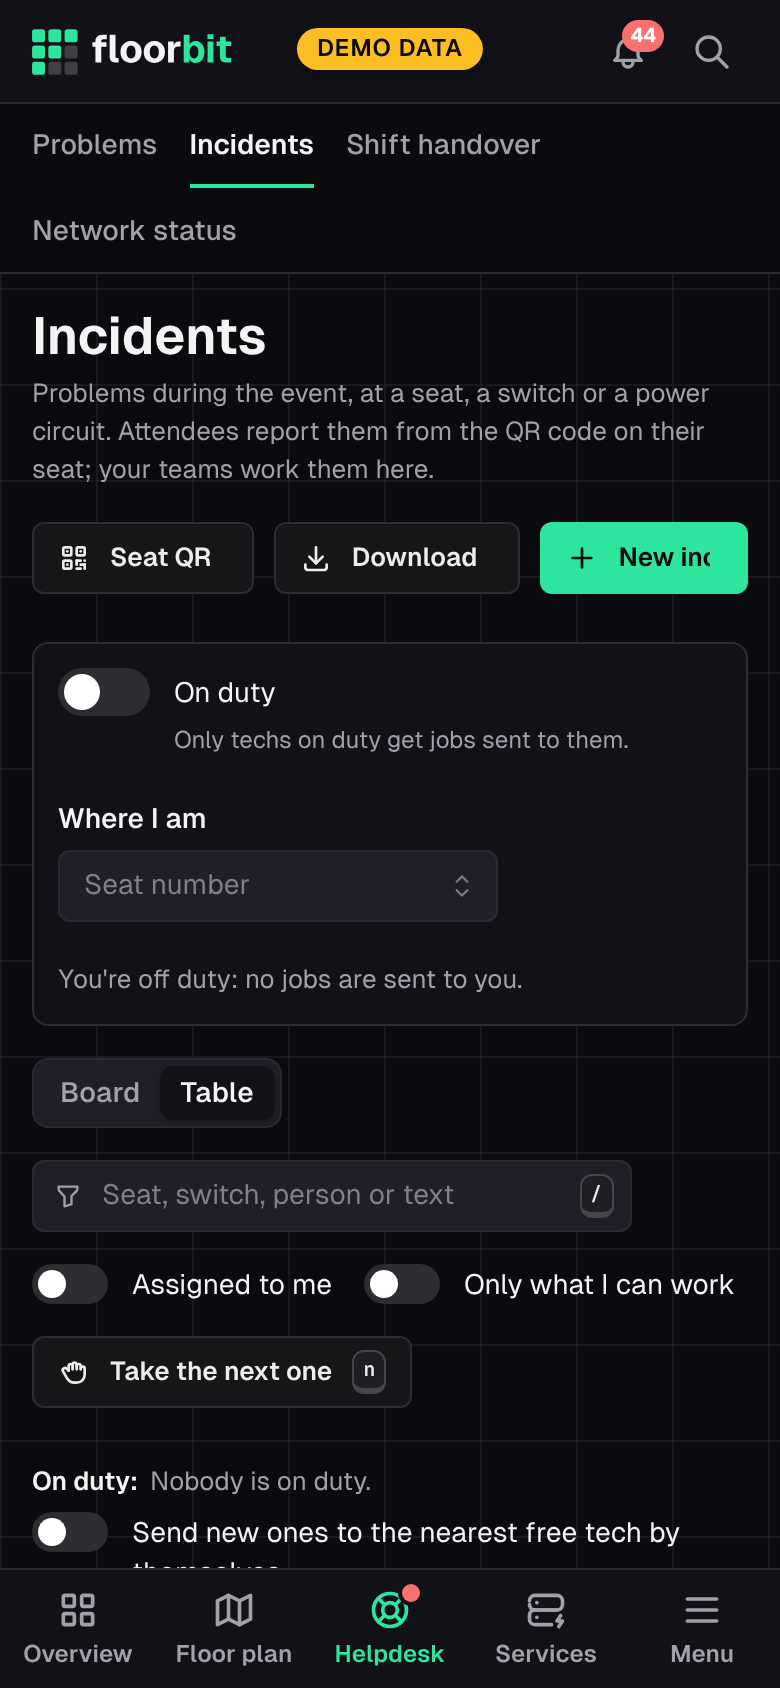 floorbit
DEMO DATA
44
Problems
Incidents
Shift handover
Network status
Incidents
Problems during the event, at a seat, a switch or a power
circuit. Attendees report them from the QR code on their
seat; your teams work them here.
Seat QR
Download
New inc
On duty
Only techs on duty get jobs sent to them.
Where I am
Seat number
You're off duty: no jobs are sent to you.
Board
Table
Seat, switch, person or text
/
Assigned to me
Only what I can work
Take the next one
n
On duty: Nobody is on duty.
Send new ones to the nearest free tech by
themselves
Overview
Floor plan
Helpdesk
Services
Menu